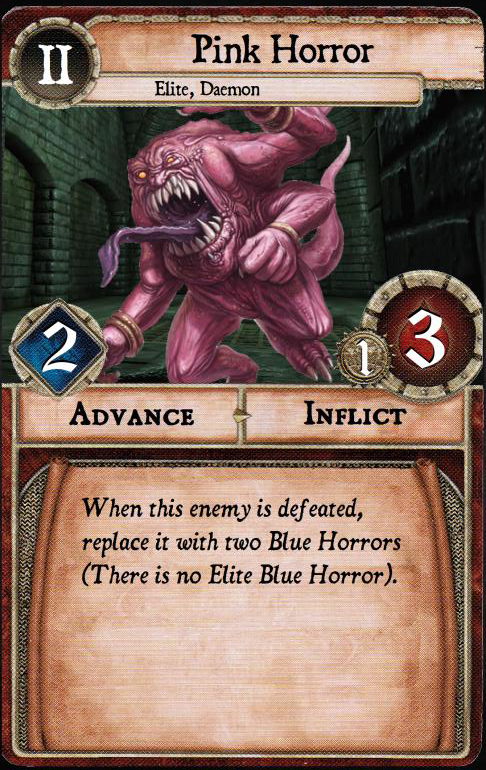 II
Pink Horror
Elite, Daemon
2
1
3
Advance
Inflict
When this enemy is defeated,
replace it with two Blue Horrors
(There is no Elite Blue Horror).